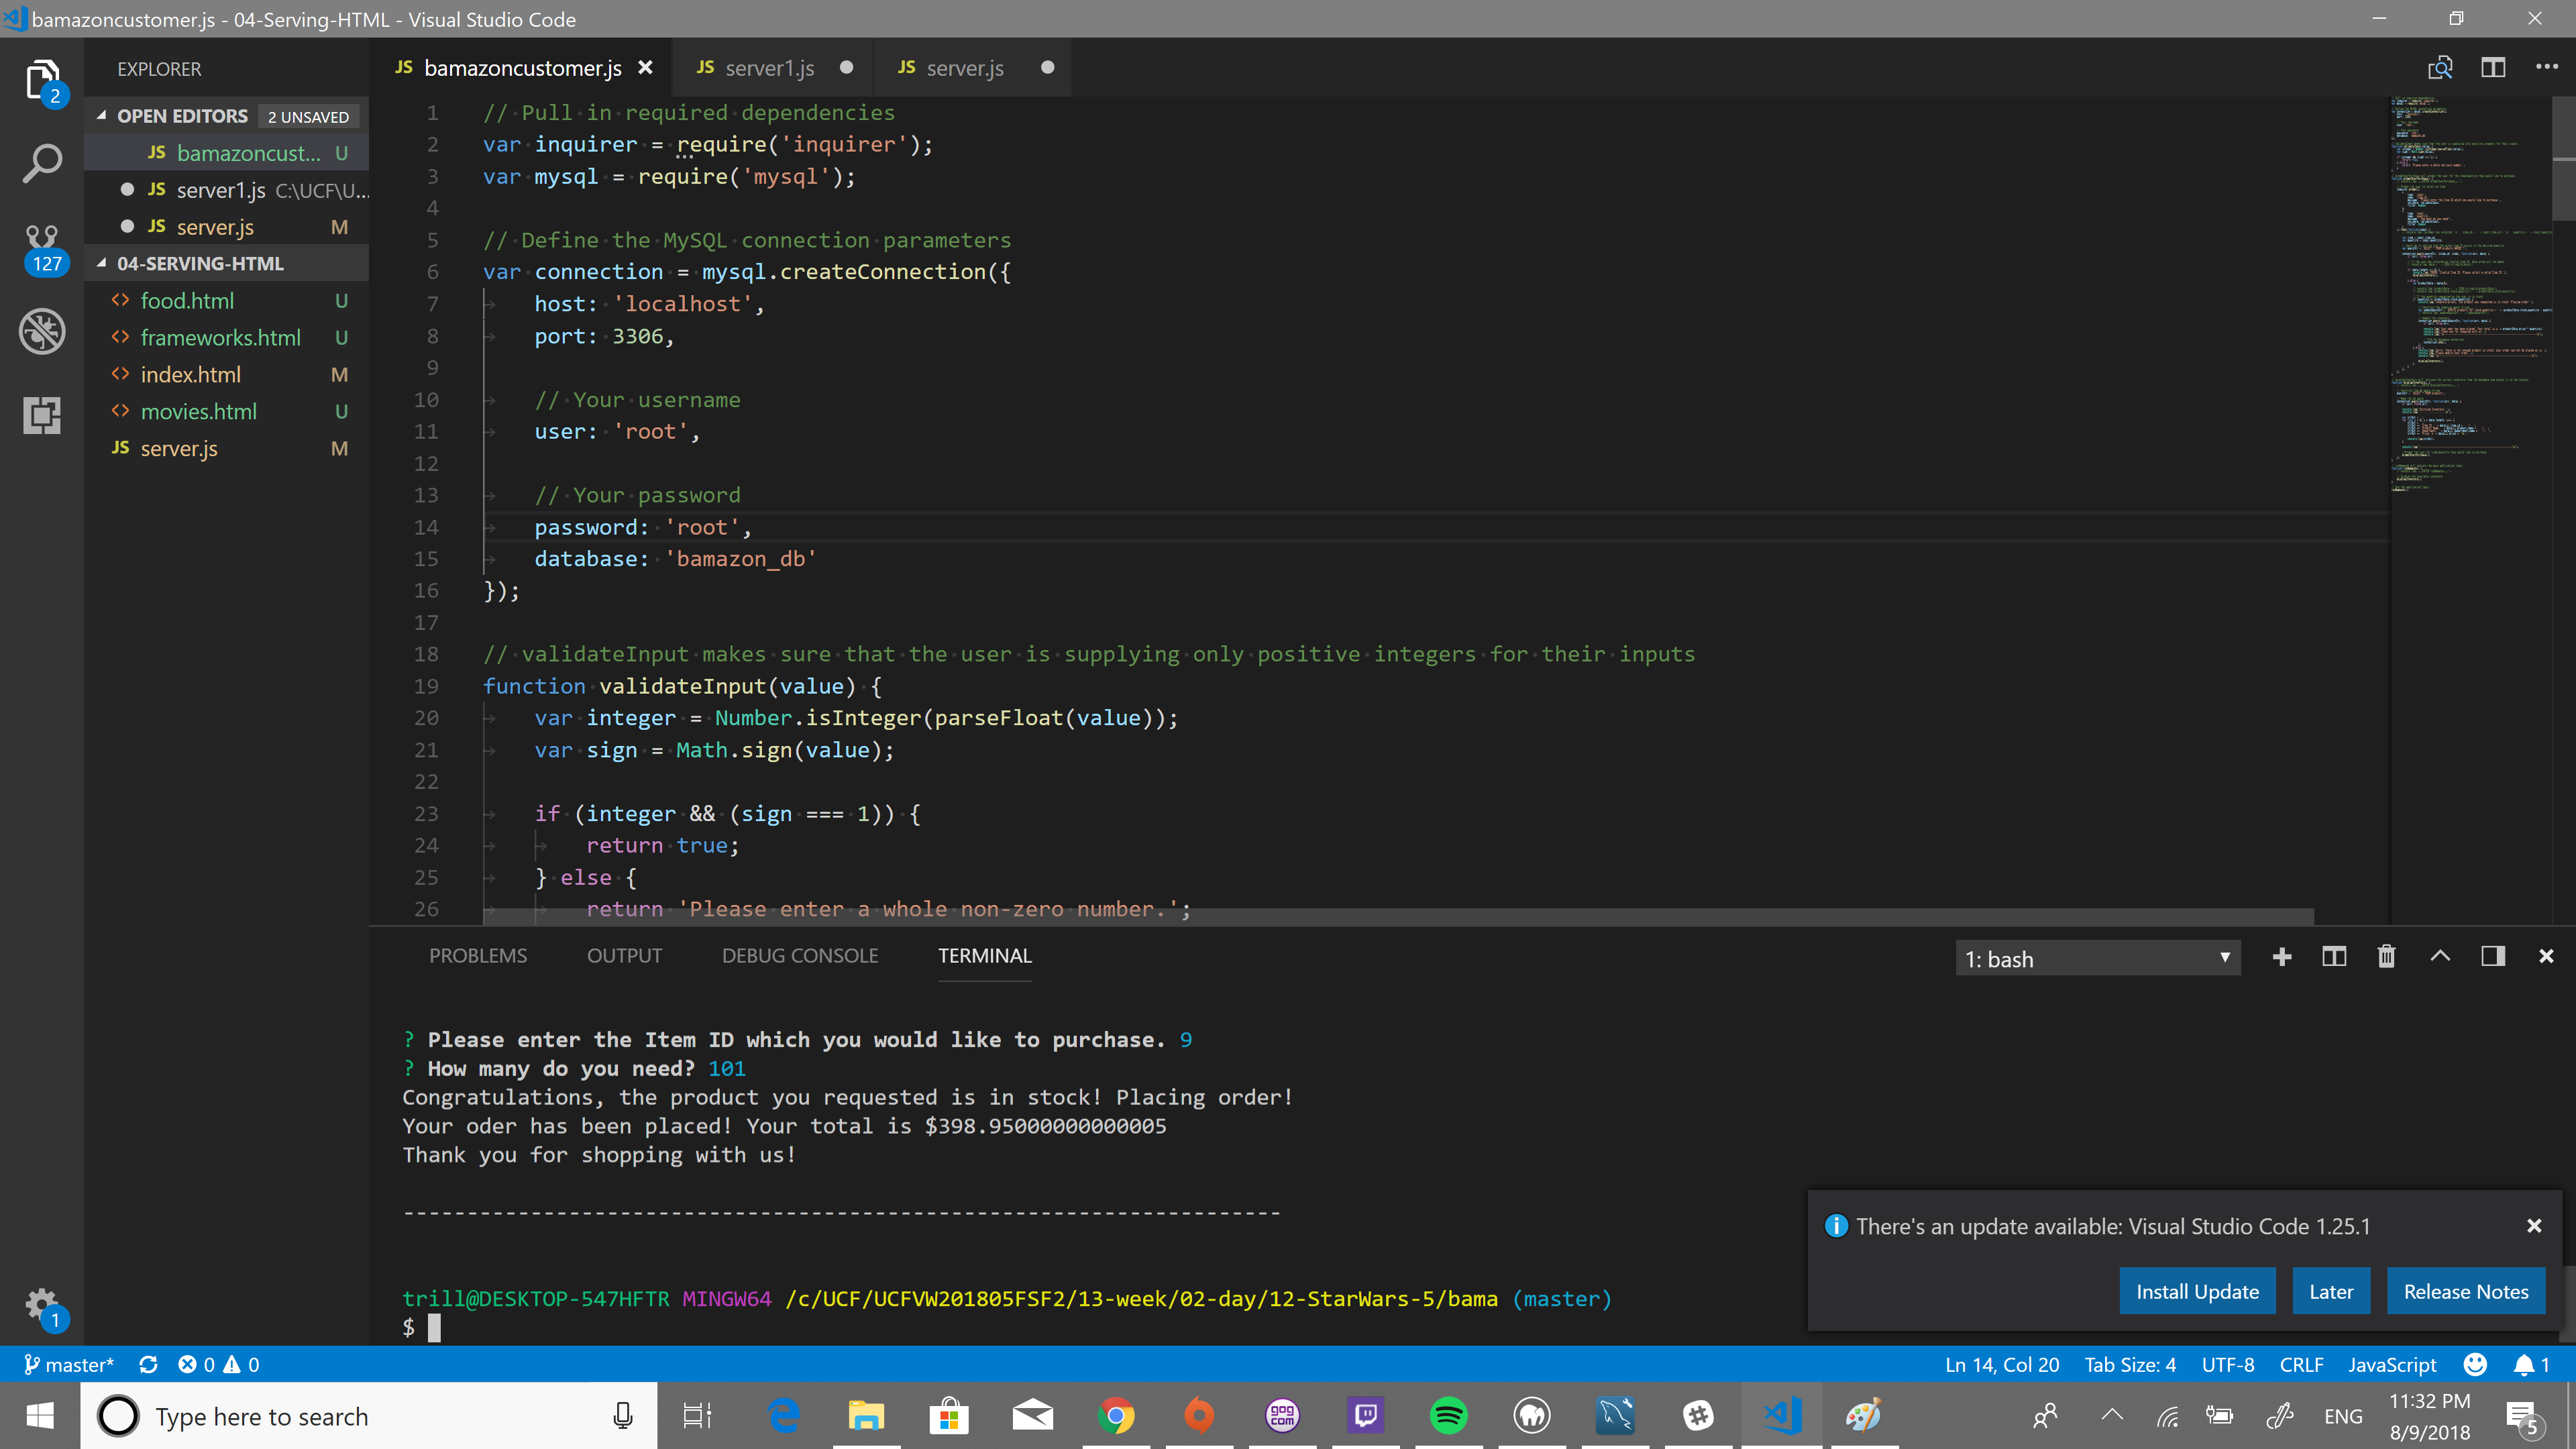 bamazoncustomer.js - 04-Serving-HTML - Visual Studio Code
EXPLORER
OPEN EDITORS 2 UNSAVED
JS bamazoncust... U
JS server1.js C:\UCF\U...
JS server.js M
04-SERVING-HTML
<> food.html U
<> frameworks.html U
<> index.html M
<> movies.html U
JS server.js M
2
127
1
JS bamazoncustomer.js
JS server1.js
JS server.js
1 // Pull in required dependencies
2 var inquirer = require('inquirer');
3 var mysql = require('mysql');
4
5 // Define the MySQL connection parameters
6 var connection = mysql.createConnection({
7 host: 'localhost',
8 port: 3306,
9
10 // Your username
11 user: 'root',
12
13 // Your password
14 password: 'root',
15 database: 'bamazon_db'
16 });
17
18 // validateInput makes sure that the user is supplying only positive integers for their inputs
19 function validateInput(value) {
20 var integer = Number.isInteger(parseFloat(value));
21 var sign = Math.sign(value);
22
23 if (integer && (sign === 1)) {
24 return true;
25 } else {
26 return 'Please enter a whole non-zero number.';
PROBLEMS OUTPUT DEBUG CONSOLE TERMINAL
1: bash
? Please enter the Item ID which you would like to purchase. 9
? How many do you need? 101
Congratulations, the product you requested is in stock! Placing order!
Your oder has been placed! Your total is $398.95000000000005
Thank you for shopping with us!
---------------------------------------------------------------------
trill@DESKTOP-547HFTR MINGW64 /c/UCF/UCFVW201805FSF2/13-week/02-day/12-StarWars-5/bama (master)
$
There's an update available: Visual Studio Code 1.25.1
Install Update Later Release Notes
master* 0 0
Ln 14, Col 20 Tab Size: 4 UTF-8 CRLF JavaScript 1
Type here to search
GOG COM
ENG
11:32 PM
8/9/2018
5